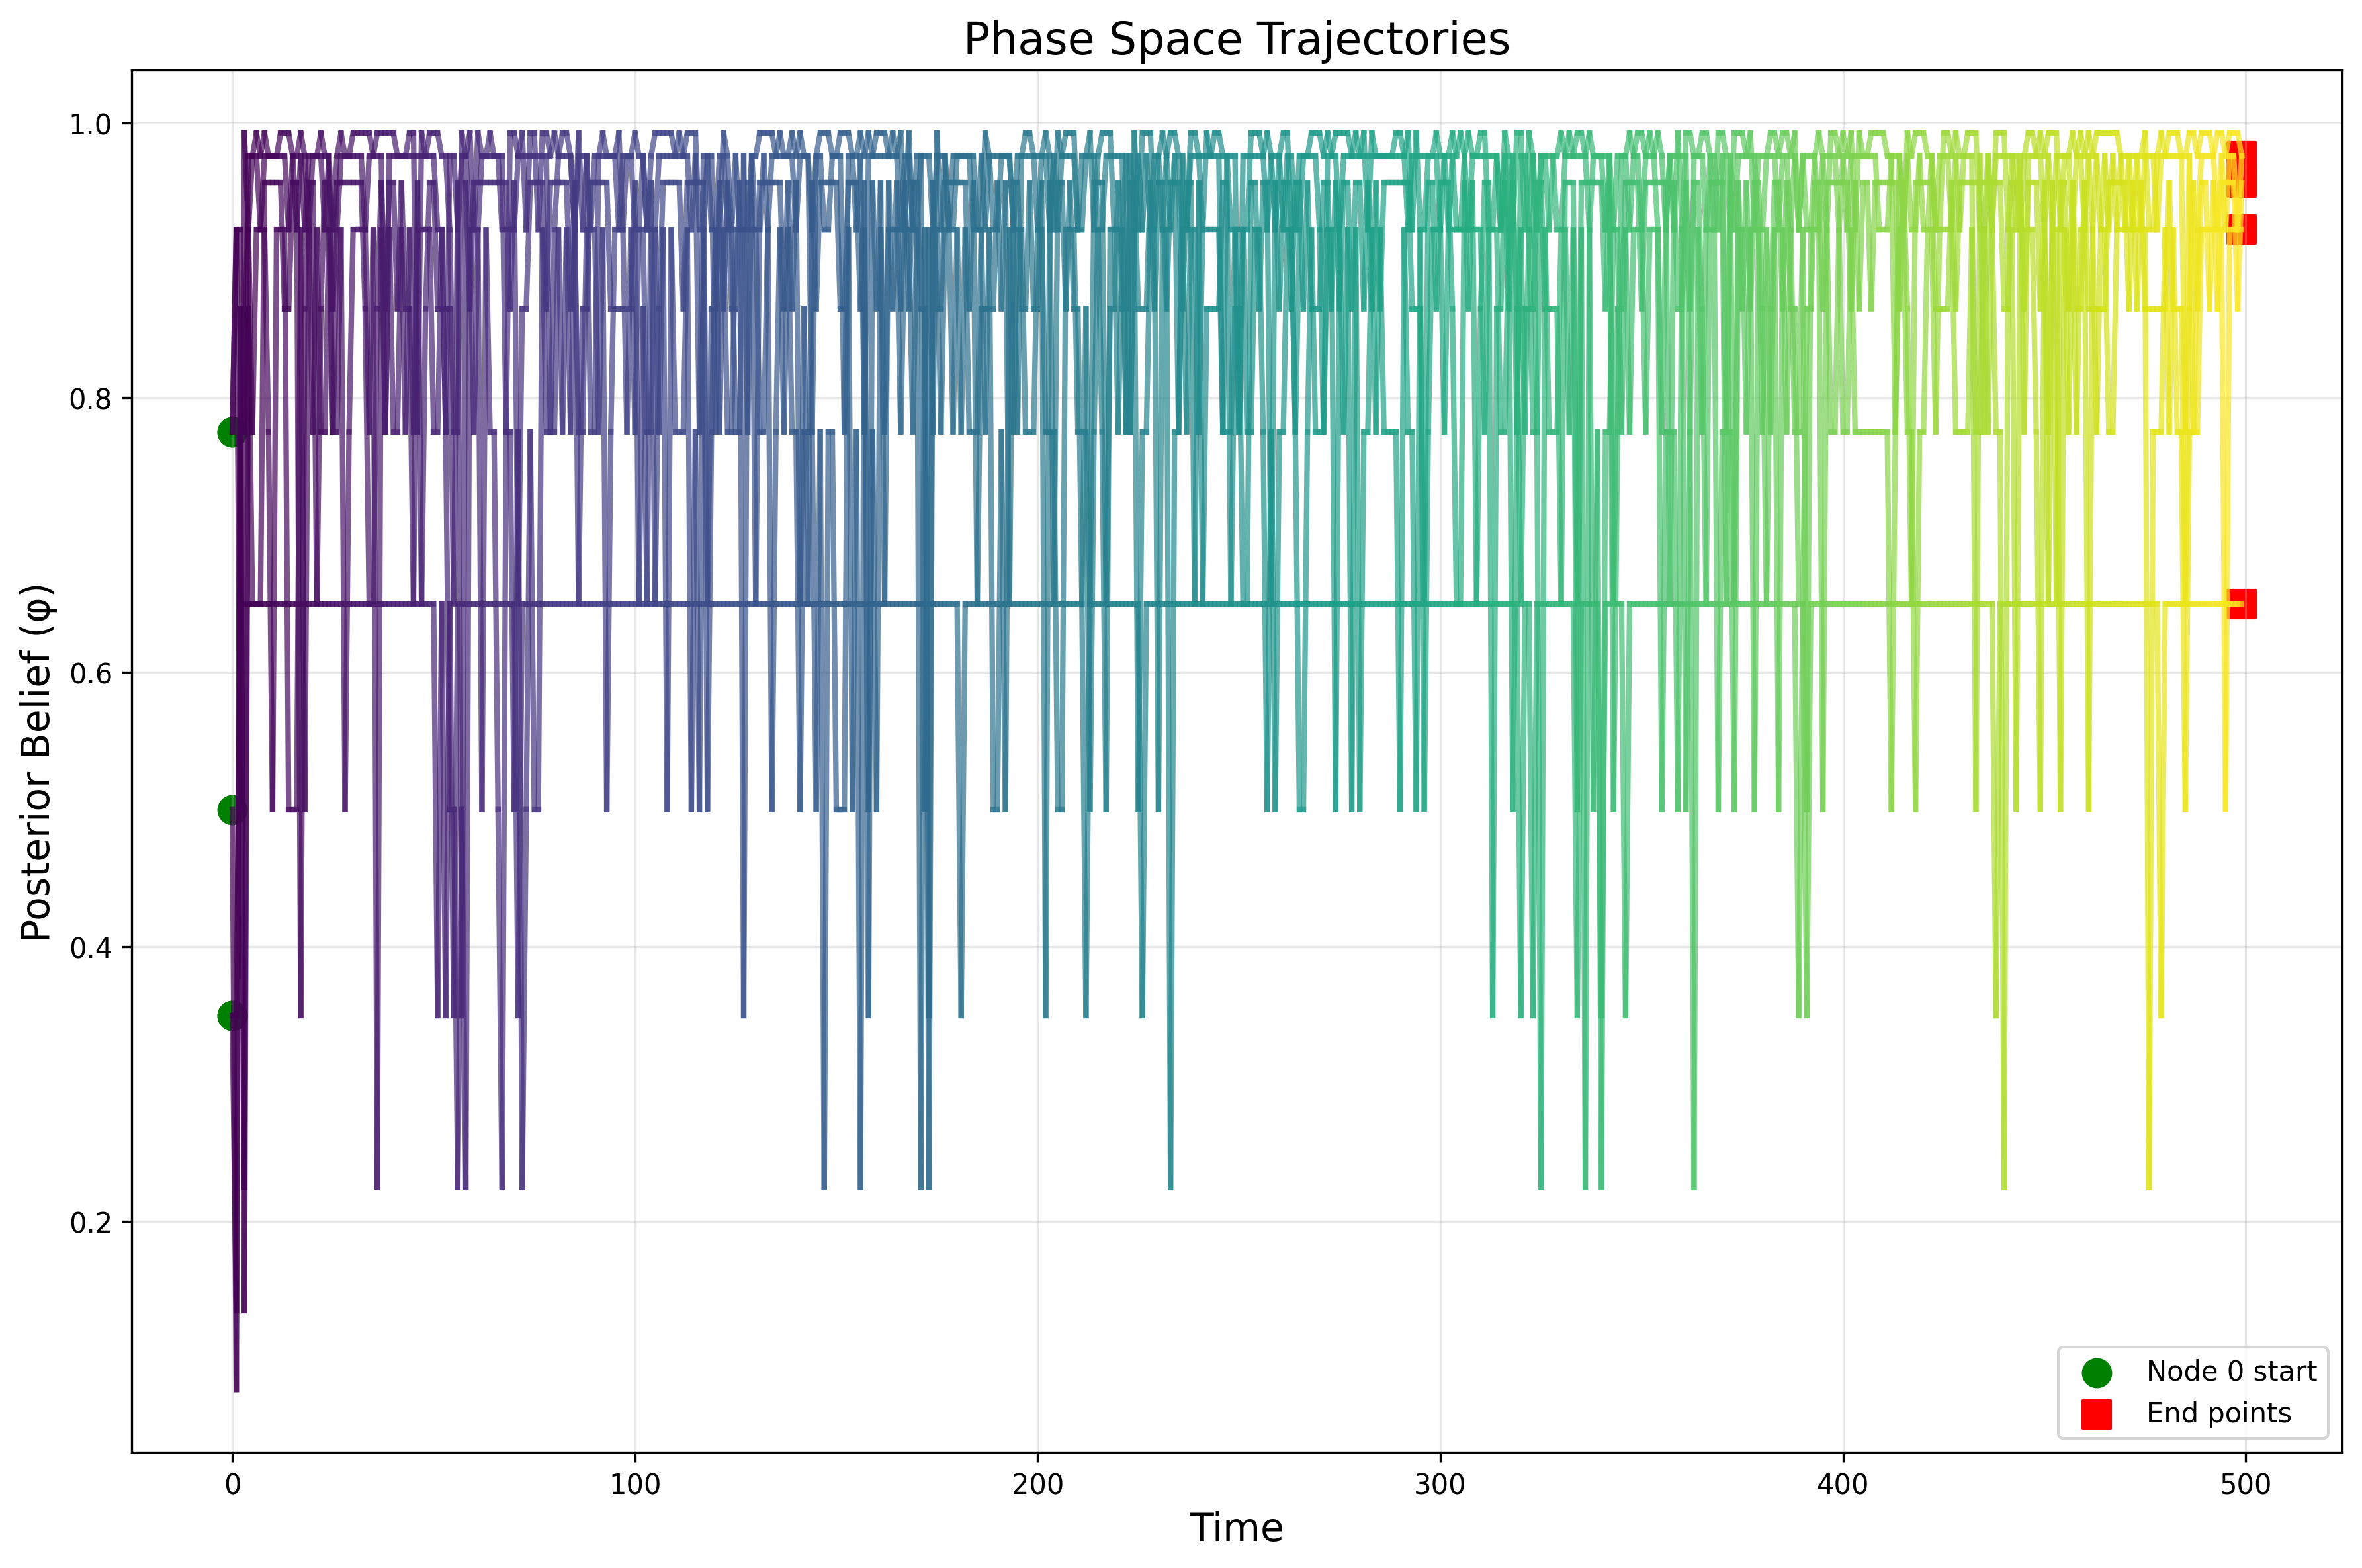 Phase Space Trajectories
Posterior Belief (φ)
1.0
0.8
0.6
0.4
0.2
0
100
200
300
400
500
Time
Node 0 start
End points